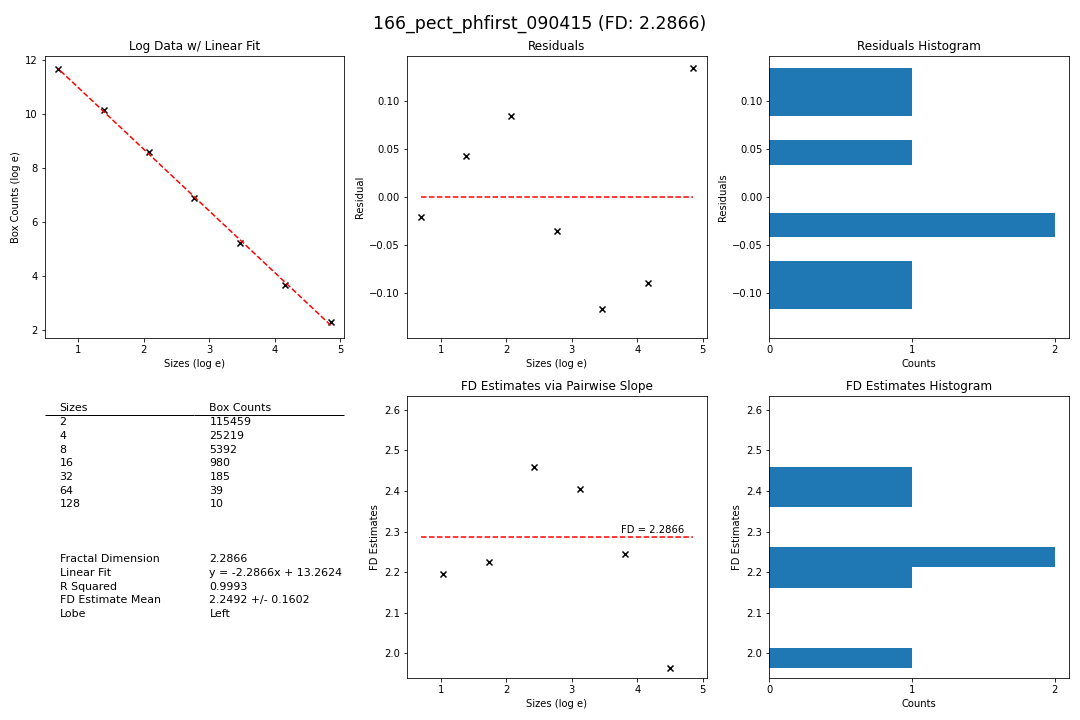 166_pect_phfirst_090415 (FD: 2.2866)
Log Data w/ Linear Fit
12
10
8
6
4
2
Box Counts (log e)
1 2 3 4 5
Sizes (log e)
Residuals
0.10
0.05
0.00
−0.05
−0.10
Residual
1 2 3 4 5
Sizes (log e)
Residuals Histogram
0.10
0.05
0.00
−0.05
−0.10
Residuals
0 1 2
Counts
Sizes Box Counts
2 115459
4 25219
8 5392
16 980
32 185
64 39
128 10
Fractal Dimension 2.2866
Linear Fit y = -2.2866x + 13.2624
R Squared 0.9993
FD Estimate Mean 2.2492 +/- 0.1602
Lobe Left
FD Estimates via Pairwise Slope
2.6
2.5
2.4
2.3
2.2
2.1
2.0
FD Estimates
FD = 2.2866
1 2 3 4 5
Sizes (log e)
FD Estimates Histogram
2.6
2.5
2.4
2.3
2.2
2.1
2.0
FD Estimates
0 1 2
Counts